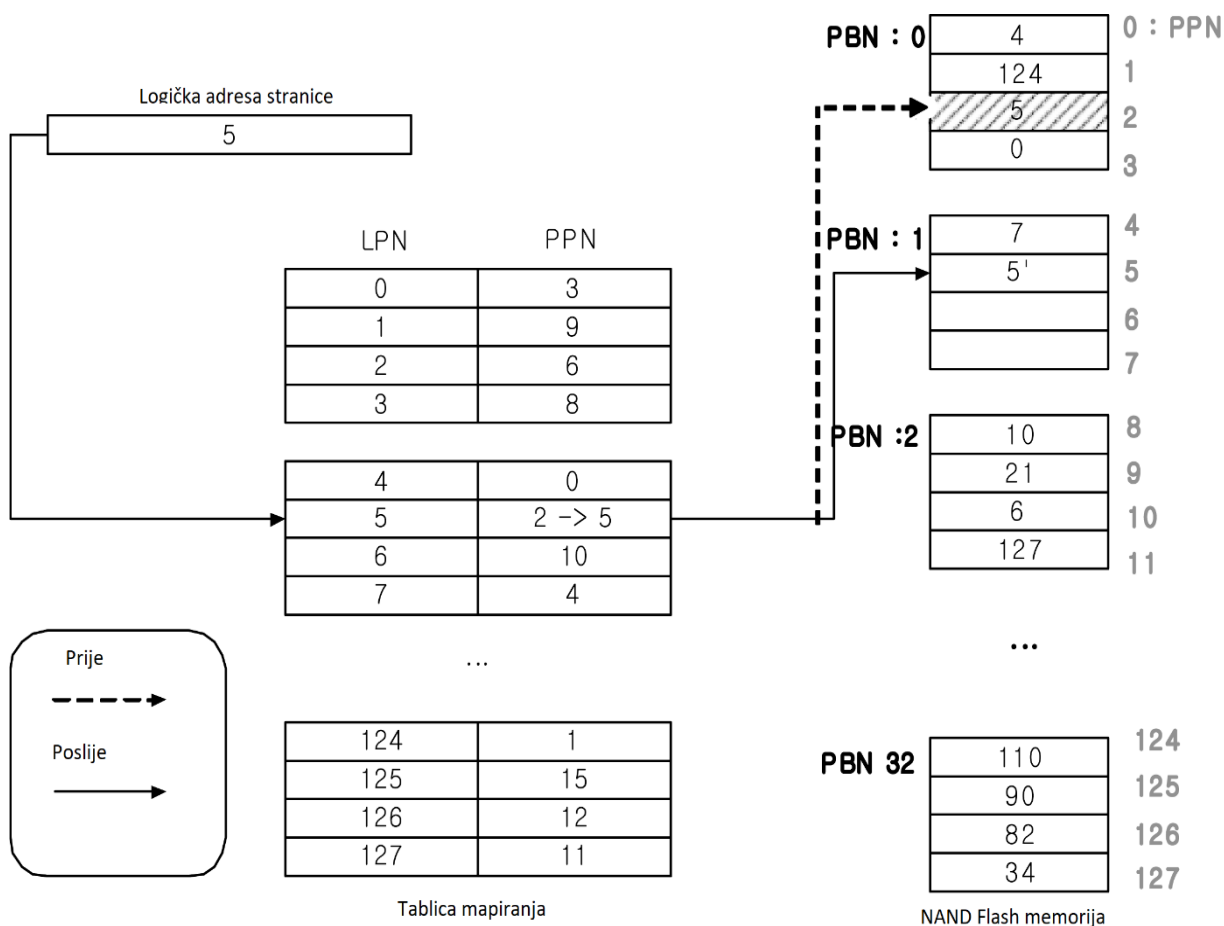 Logička adresa stranice
5
LPN PPN
0 3
1 9
2 6
3 8
4 0
5 2 -> 5
6 10
7 4
...
124 1
125 15
126 12
127 11
Tablica mapiranja
Prije
Poslije
PBN : 0 4 0 : PPN
124 1
5 2
0 3
PBN : 1 7 4
5' 5
6
7
PBN :2 10 8
21 9
6 10
127 11
...
PBN 32 110 124
90 125
82 126
34 127
NAND Flash memorija